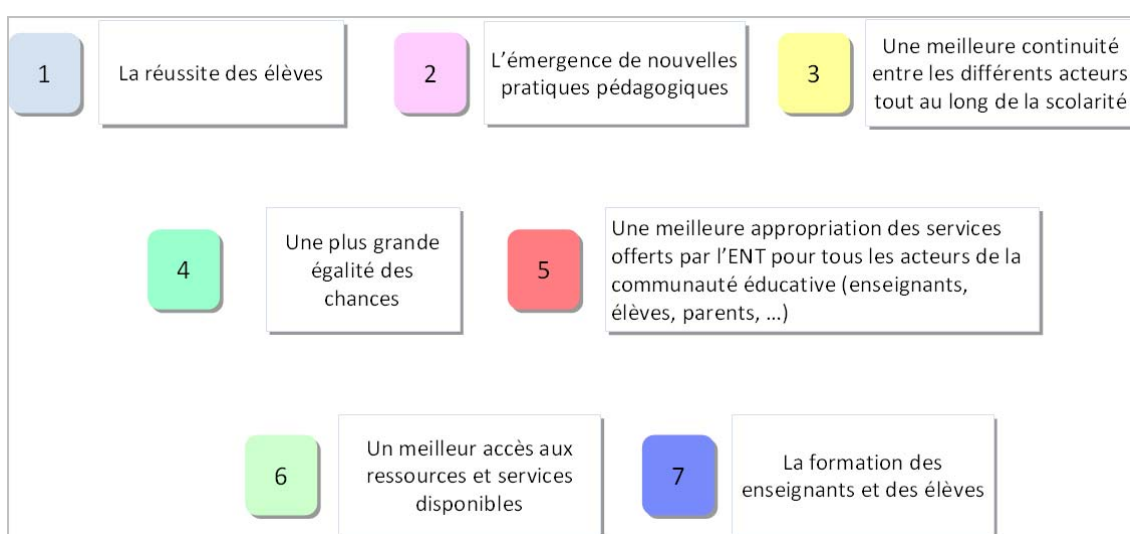 1
La réussite des élèves
2
L’émergence de nouvelles
pratiques pédagogiques
3
Une meilleure continuité
entre les différents acteurs
tout au long de la scolarité
4
Une plus grande
égalité des
chances
5
Une meilleure appropriation des services
offerts par l’ENT pour tous les acteurs de la
communauté éducative (enseignants,
élèves, parents, …)
6
Un meilleur accès aux
ressources et services
disponibles
7
La formation des
enseignants et des élèves